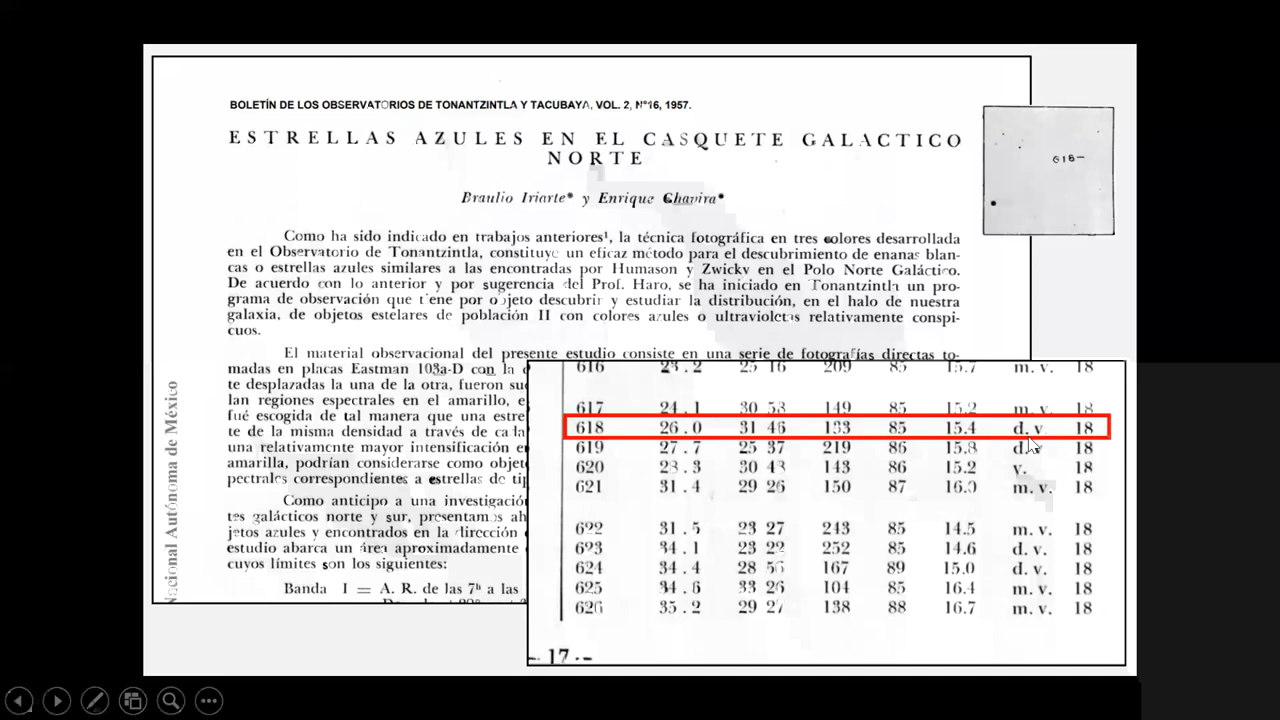 BOLETÍN DE LOS OBSERVATORIOS DE TONANTZINTLA Y TACUBAYA, VOL. 2, N°16, 1957.
ESTRELLAS AZULES EN EL CASQUETE GALACTICO
NORTE
Braulio Iriarte* y Enrique Chavira*
618—
Como ha sido indicado en trabajos anteriores¹, la técnica fotográfica en tres colores desarrollada
en el Observatorio de Tonantzintla, constituye un eficaz método para el descubrimiento de enanas blan-
cas o estrellas azules similares a las encontradas por Humason y Zwicky en el Polo Norte Galáctico.
De acuerdo con lo anterior y por sugerencia del Prof. Haro, se ha iniciado en Tonantzintla un pro-
grama de observación que tiene por objeto descubrir y estudiar la distribución, en el halo de nuestra
galaxia, de objetos estelares de población II con colores azules o ultravioletas relativamente conspi-
cuos.
El material observacional del presente estudio consiste en una serie de fotografías directas to-
madas en placas Eastman 103a-D con la
te desplazadas la una de la otra, fueron
lan regiones espectrales en el amarillo, e
fué escogida de tal manera que una estre
te de la misma densidad a través de cada
una relativamente mayor intensificación en
amarilla, podrían considerarse como objet
pectrales correspondientes a estrellas de ti
Como anticipo a una investigació
tes galácticos norte y sur, presentamos ah
jetos azules y encontrados en la dirección
estudio abarca un área aproximadamente
cuyos límites son los siguientes:
Banda I = A. R. de las 7ʰ a las
Nacional Autónoma de México
616 23.2 25 16 209 85 15.7 m. v. 18
617 24.1 30 53 149 85 15.2 m. v. 18
618 26.0 31 46 133 85 15.4 d. v. 18
619 27.7 25 37 219 86 15.8 d. v. 18
620 28.3 30 43 143 86 15.2 v. 18
621 31.4 29 26 150 87 16.0 m. v. 18
622 31.5 23 27 243 85 14.5 m. v. 18
623 34.1 23 22 252 85 14.6 d. v. 18
624 34.4 28 56 167 89 15.0 d. v. 18
625 34.6 33 26 104 85 16.4 m. v. 18
626 35.2 29 27 138 88 16.7 m. v. 18
— 17 —